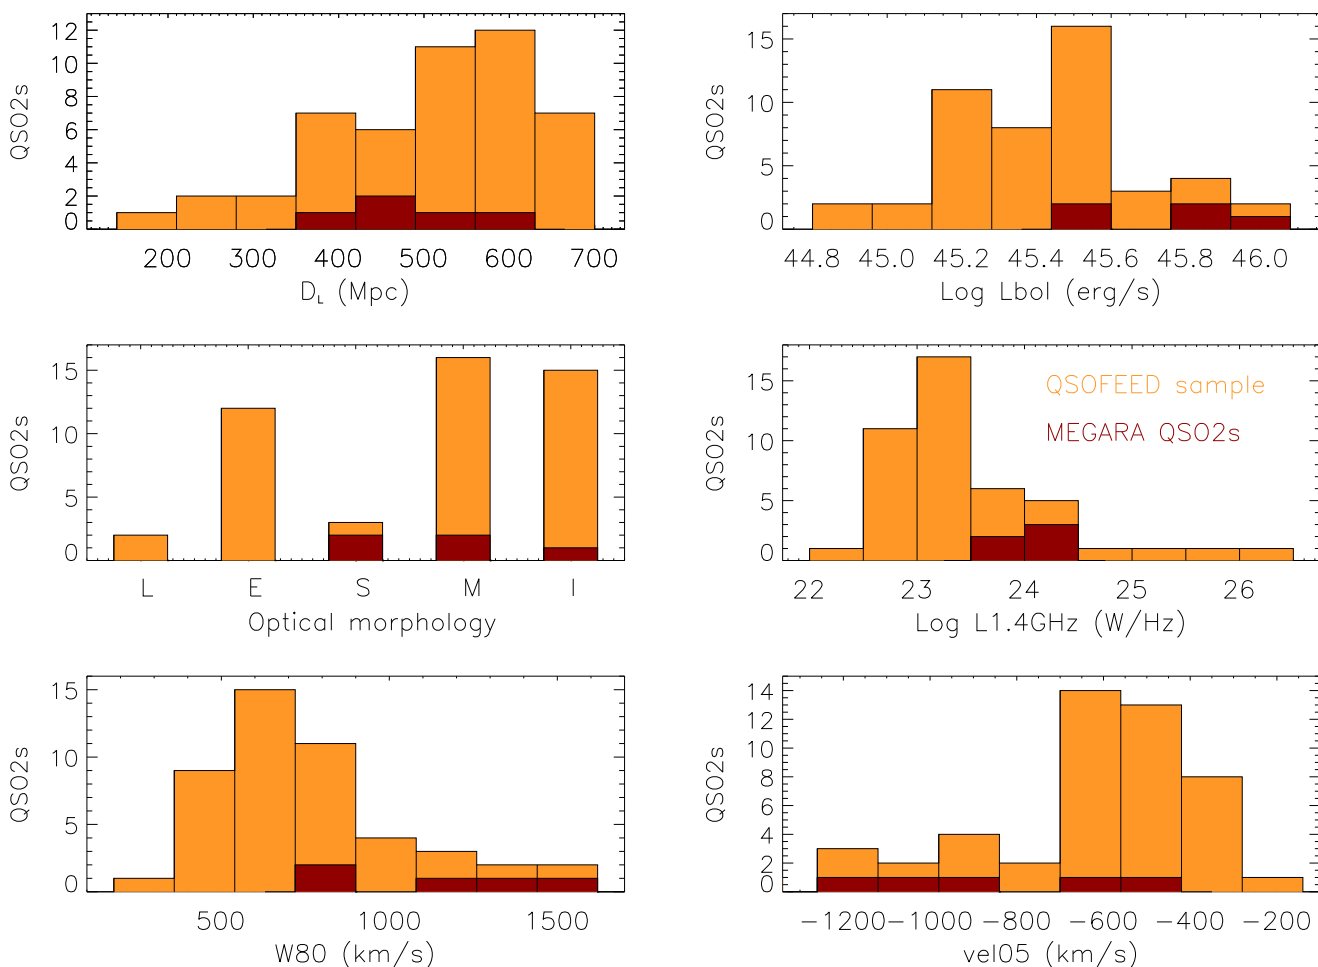 QSO2s
12
10
8
6
4
2
0
200 300 400 500 600 700
D_L (Mpc)
QSO2s
15
10
5
0
44.8 45.0 45.2 45.4 45.6 45.8 46.0
Log Lbol (erg/s)
QSO2s
15
10
5
0
L E S M I
Optical morphology
QSO2s
15
10
5
0
QSOFEED sample
MEGARA QSO2s
22 23 24 25 26
Log L1.4GHz (W/Hz)
QSO2s
15
10
5
0
500 1000 1500
W80 (km/s)
QSO2s
14
12
10
8
6
4
2
0
−1200 −1000 −800 −600 −400 −200
vel05 (km/s)